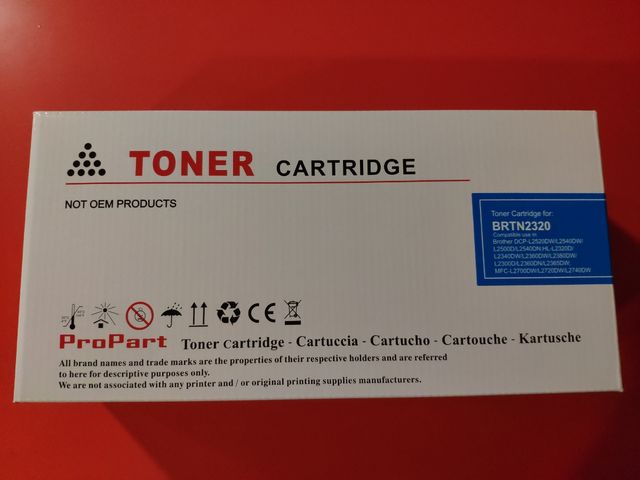 TONER CARTRIDGE
NOT OEM PRODUCTS
Toner Cartridge for:
BRTN2320
Compatible use in
Brother DCP-L2520DW/L2540DW/
L2500D/L2540DN HL-L2320D/
L2340DW/L2360DW/L2380DW/
L2300D/L2360DN/L2365DW;
MFC-L2700DW/L2720DW/L2740DW
CE
ProPart Toner Cartridge - Cartuccia - Cartucho - Cartouche - Kartusche
All brand names and trade marks are the properties of their respective holders and are referred
to here for descriptive purposes only.
We are not associated with any printer and / or original printing supplies manufacturers.